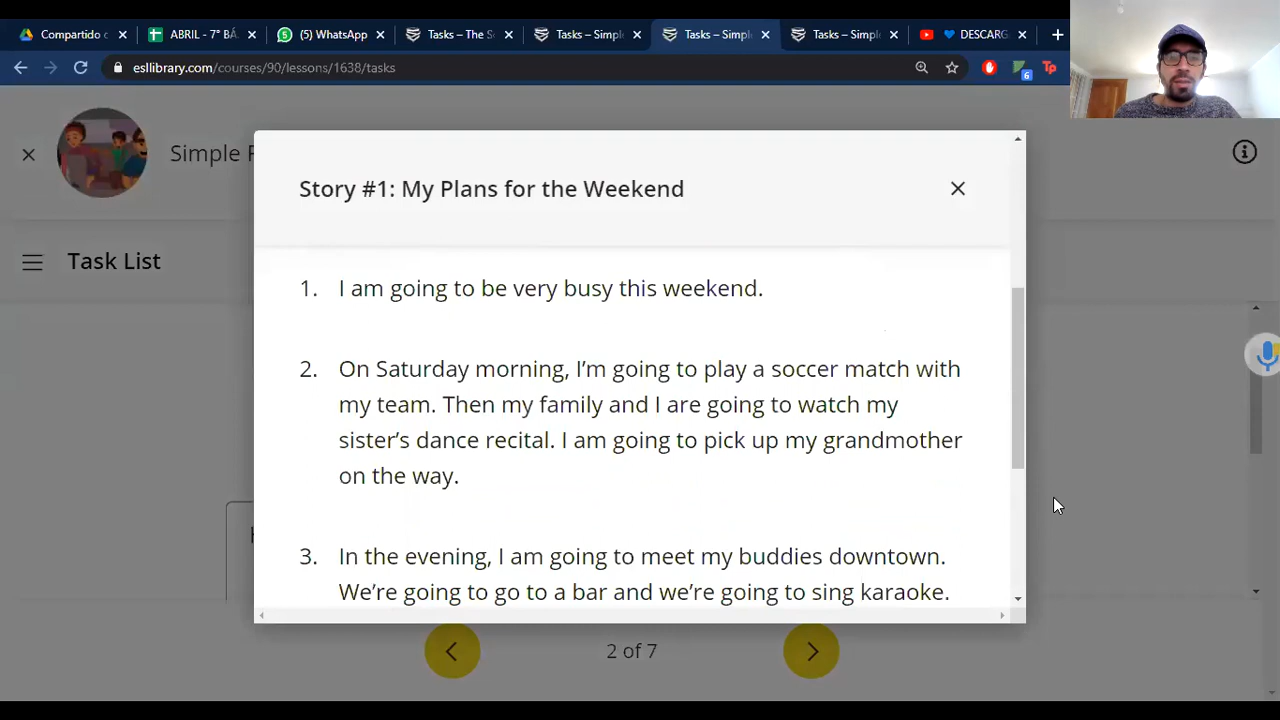 Compartido c
ABRIL - 7° BÁ
(5) WhatsApp
Tasks – The S
Tasks – Simple
Tasks – Simple
Tasks – Simple
DESCARG
esllibrary.com/courses/90/lessons/1638/tasks
6
Tp
Simple F
Story #1: My Plans for the Weekend
Task List
1. I am going to be very busy this weekend.
2. On Saturday morning, I'm going to play a soccer match with
my team. Then my family and I are going to watch my
sister's dance recital. I am going to pick up my grandmother
on the way.
3. In the evening, I am going to meet my buddies downtown.
We're going to go to a bar and we're going to sing karaoke.
2 of 7